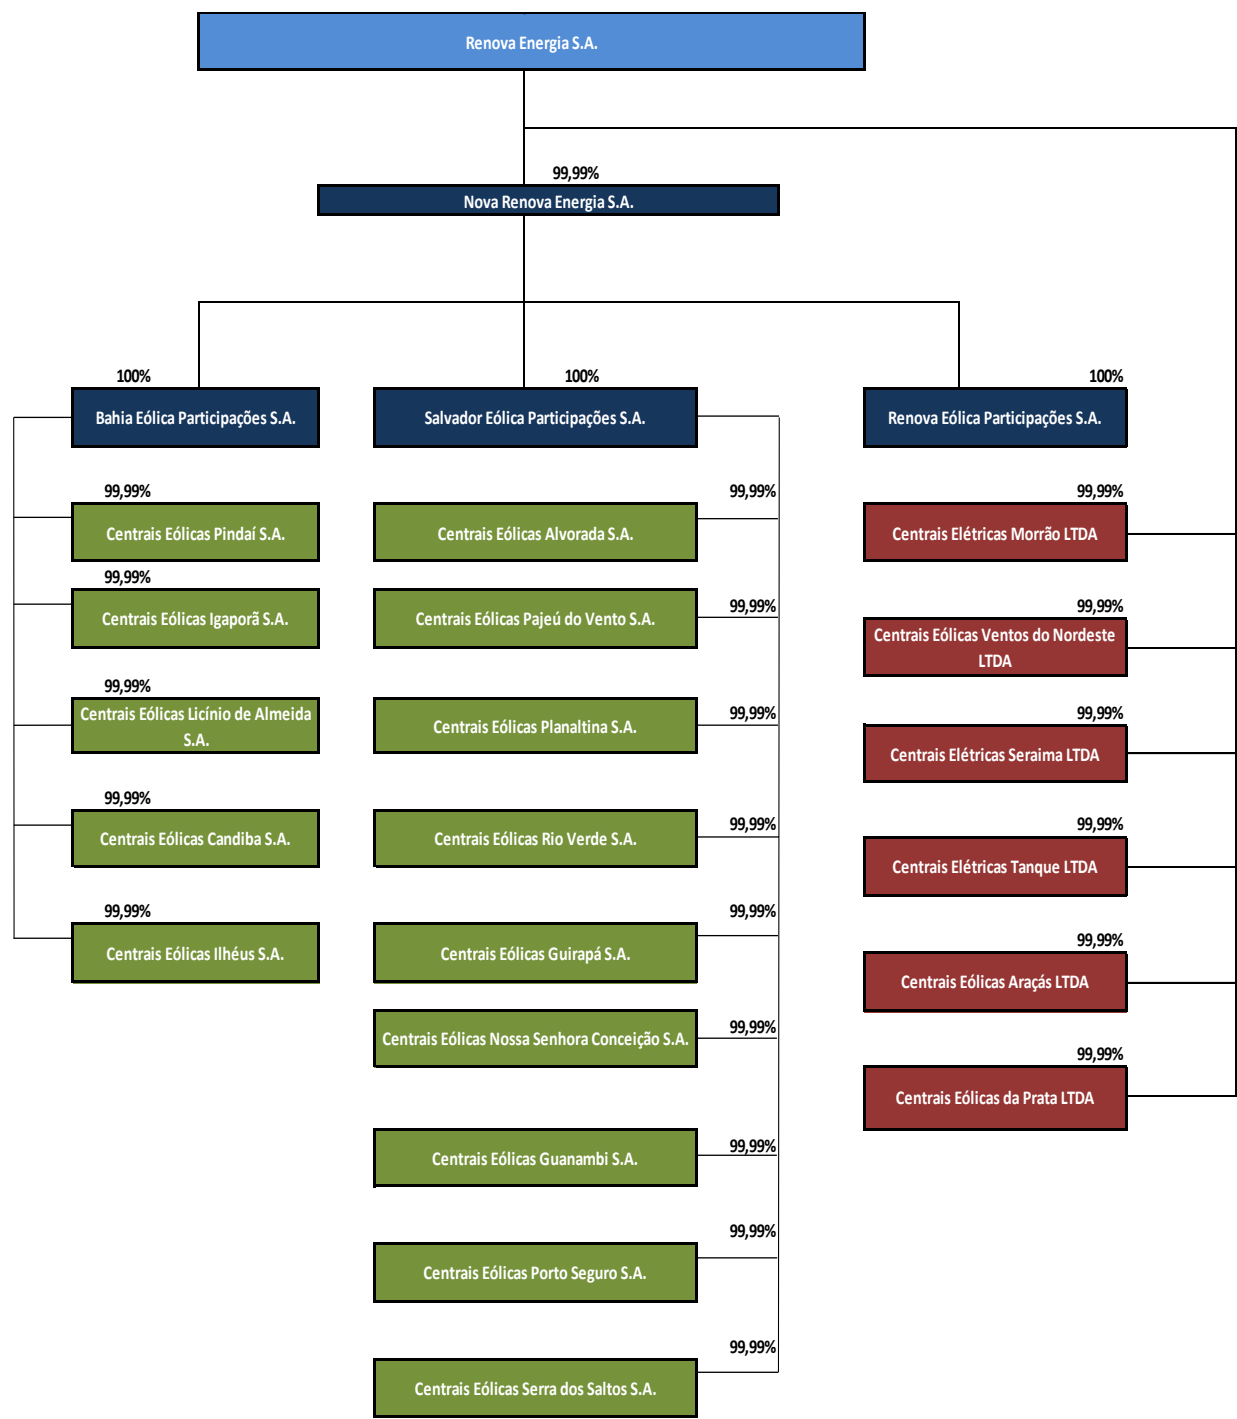 Renova Energia S.A.
99,99%
Nova Renova Energia S.A.
100%
Bahia Eólica Participações S.A.
99,99%
Centrais Eólicas Pindaí S.A.
99,99%
Centrais Eólicas Igaporã S.A.
99,99%
Centrais Eólicas Licínio de Almeida
S.A.
99,99%
Centrais Eólicas Candiba S.A.
99,99%
Centrais Eólicas Ilhéus S.A.
100%
Salvador Eólica Participações S.A.
99,99%
Centrais Eólicas Alvorada S.A.
99,99%
Centrais Eólicas Pajeú do Vento S.A.
99,99%
Centrais Eólicas Planaltina S.A.
99,99%
Centrais Eólicas Rio Verde S.A.
99,99%
Centrais Eólicas Guirapá S.A.
99,99%
Centrais Eólicas Nossa Senhora Conceição S.A.
99,99%
Centrais Eólicas Guanambi S.A.
99,99%
Centrais Eólicas Porto Seguro S.A.
99,99%
Centrais Eólicas Serra dos Saltos S.A.
100%
Renova Eólica Participações S.A.
99,99%
Centrais Elétricas Morrão LTDA
99,99%
Centrais Eólicas Ventos do Nordeste
LTDA
99,99%
Centrais Elétricas Seraima LTDA
99,99%
Centrais Elétricas Tanque LTDA
99,99%
Centrais Eólicas Araçás LTDA
99,99%
Centrais Eólicas da Prata LTDA